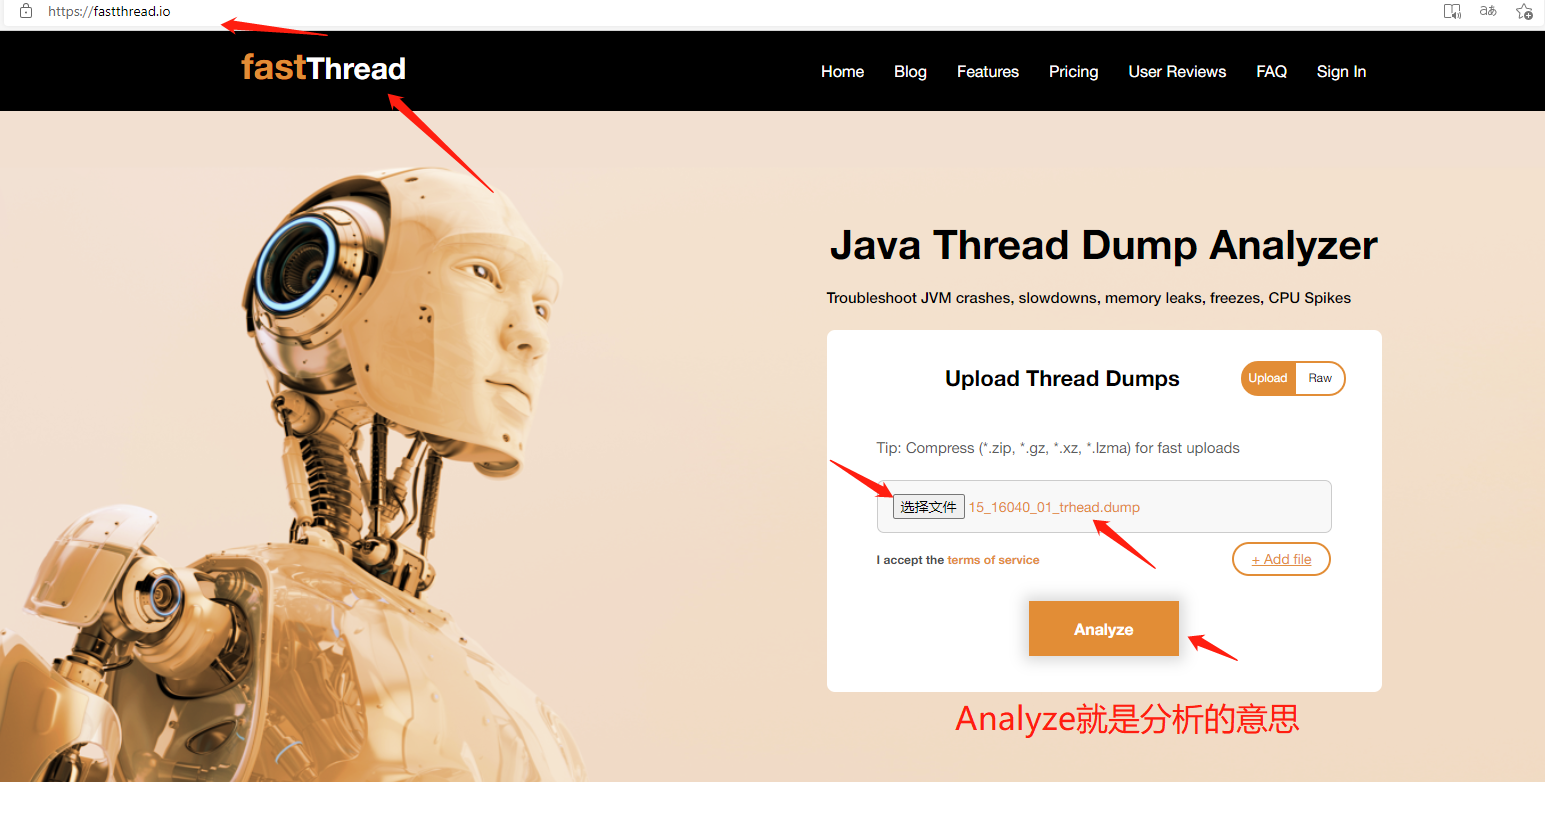 https://fastthread.io
aあ
fastThread
Home Blog Features Pricing User Reviews FAQ Sign In
Java Thread Dump Analyzer
Troubleshoot JVM crashes, slowdowns, memory leaks, freezes, CPU Spikes
Upload Thread Dumps
Upload Raw
Tip: Compress (*.zip, *.gz, *.xz, *.lzma) for fast uploads
选择文件 15_16040_01_trhead.dump
I accept the terms of service
+ Add file
Analyze
Analyze就是分析的意思